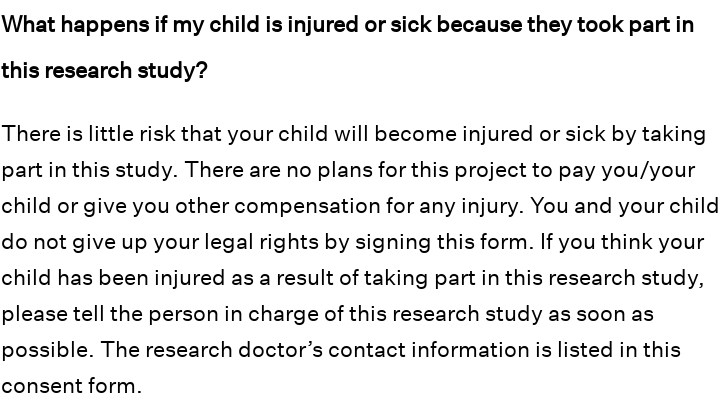 What happens if my child is injured or sick because they took part in
this research study?
There is little risk that your child will become injured or sick by taking
part in this study. There are no plans for this project to pay you/your
child or give you other compensation for any injury. You and your child
do not give up your legal rights by signing this form. If you think your
child has been injured as a result of taking part in this research study,
please tell the person in charge of this research study as soon as
possible. The research doctor’s contact information is listed in this
consent form.